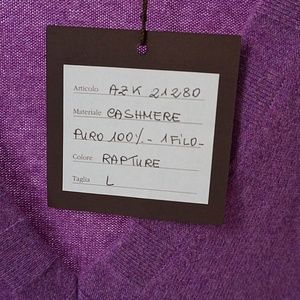 Articolo AZK 21280
Materiale CASHMERE
PURO 100% - 1 FILO -
Colore RAPTURE
Taglia L